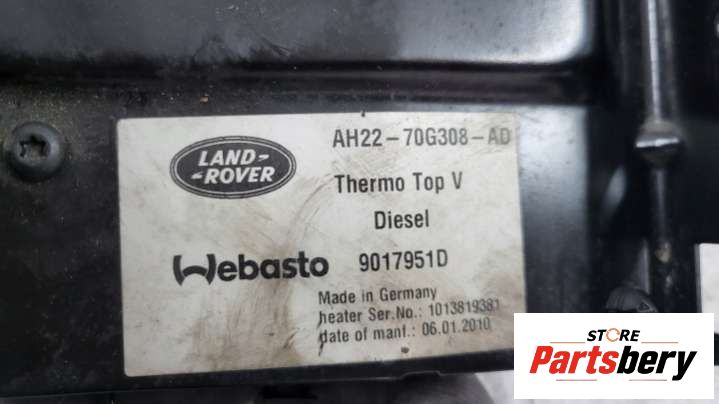 LAND-
-ROVER
AH22-70G308-AD
Thermo Top V
Diesel
Webasto 9017951D
Made in Germany
heater Ser.No.: 1013819381
date of manf.: 06.01.2010
STORE
Partsbery